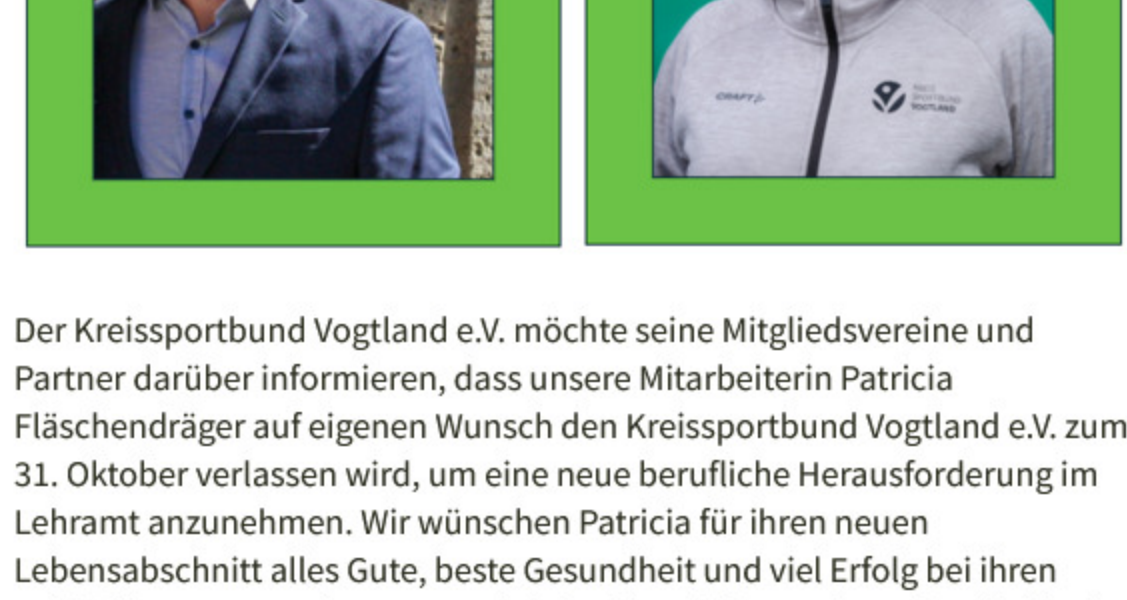 CRAFT
KREIS
SPORTBUND
VOGTLAND
Der Kreissportbund Vogtland e.V. möchte seine Mitgliedsvereine und
Partner darüber informieren, dass unsere Mitarbeiterin Patricia
Fläschendräger auf eigenen Wunsch den Kreissportbund Vogtland e.V. zum
31. Oktober verlassen wird, um eine neue berufliche Herausforderung im
Lehramt anzunehmen. Wir wünschen Patricia für ihren neuen
Lebensabschnitt alles Gute, beste Gesundheit und viel Erfolg bei ihren